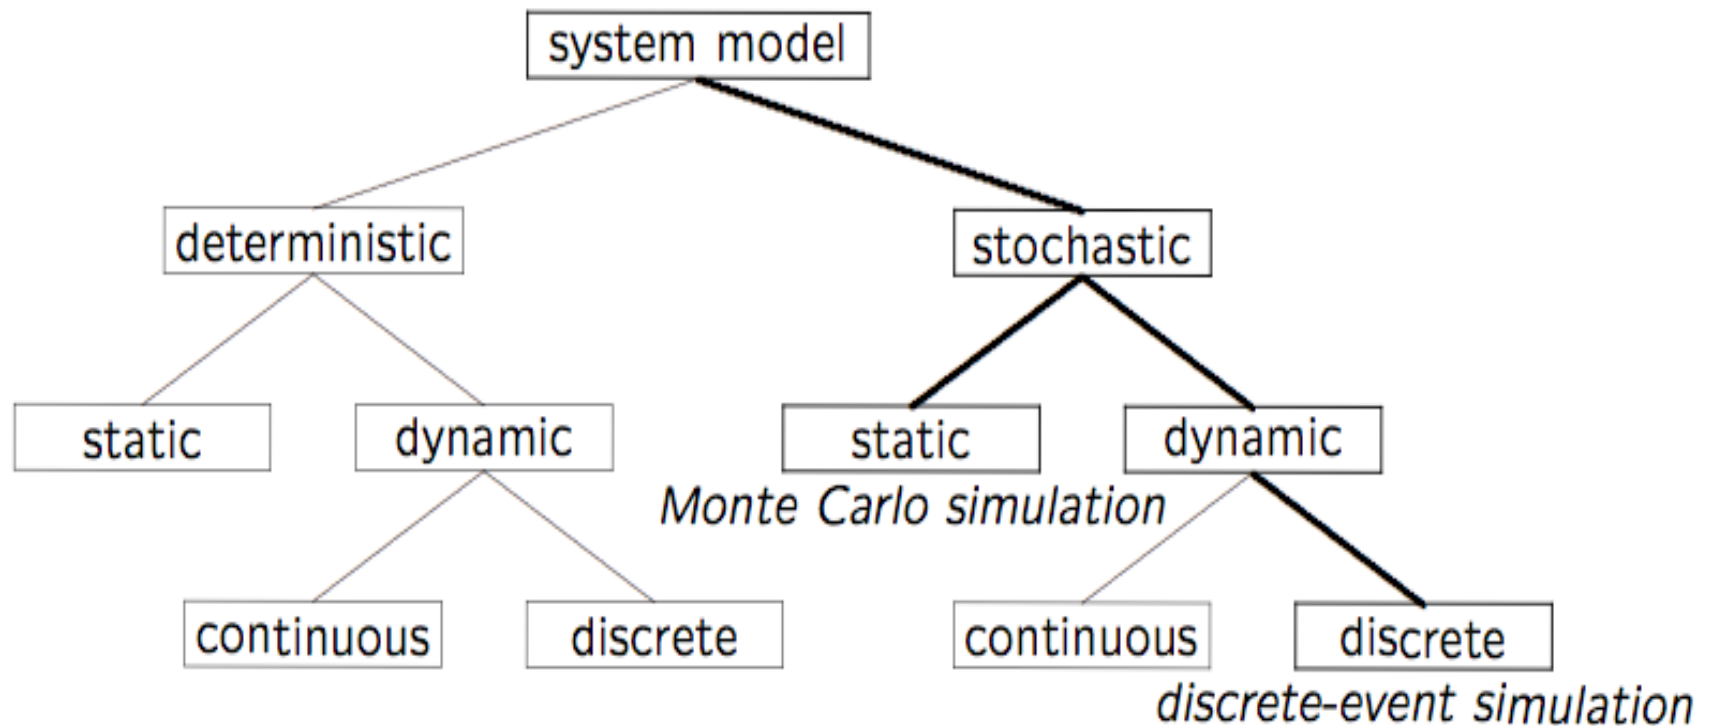 system model
deterministic
stochastic
static
dynamic
static
dynamic
Monte Carlo simulation
continuous
discrete
continuous
discrete
discrete-event simulation